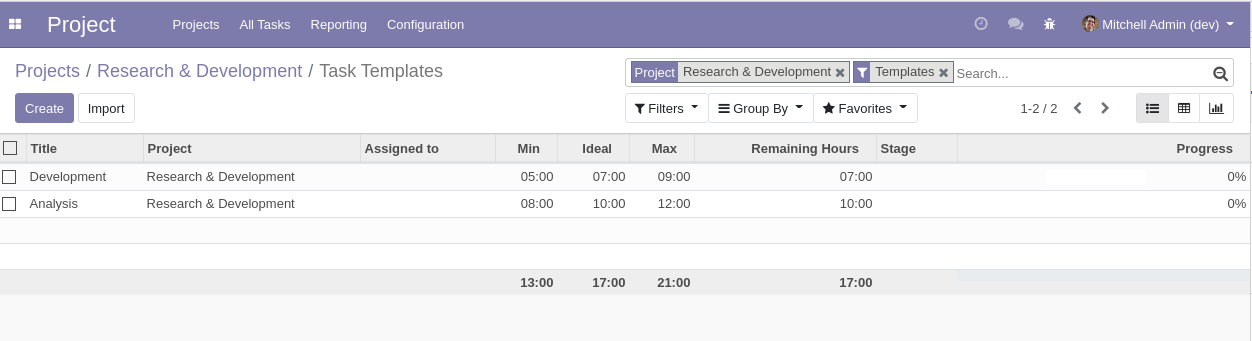 Project Projects All Tasks Reporting Configuration Mitchell Admin (dev)
Projects / Research & Development / Task Templates Project Research & Development Templates Search...
Create Import Filters Group By Favorites 1-2 / 2
Title Project Assigned to Min Ideal Max Remaining Hours Stage Progress
Development Research & Development 05:00 07:00 09:00 07:00 0%
Analysis Research & Development 08:00 10:00 12:00 10:00 0%
13:00 17:00 21:00 17:00